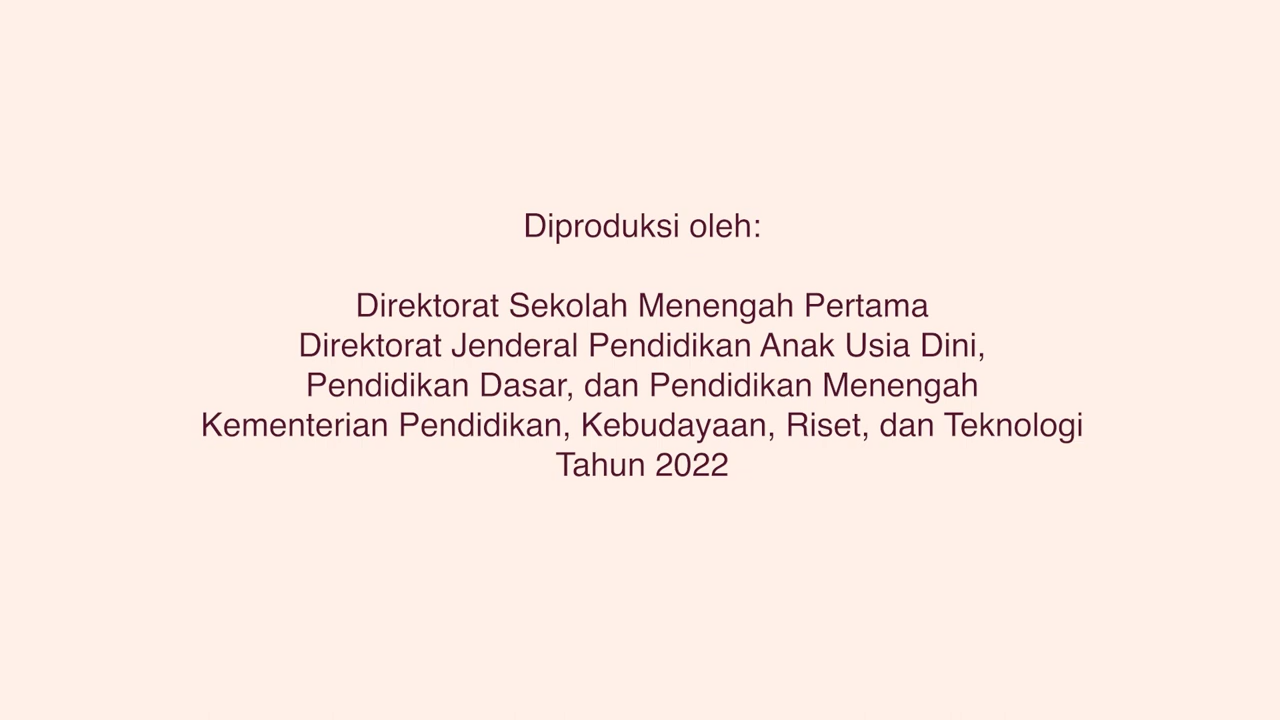 Diproduksi oleh:
Direktorat Sekolah Menengah Pertama
Direktorat Jenderal Pendidikan Anak Usia Dini,
Pendidikan Dasar, dan Pendidikan Menengah
Kementerian Pendidikan, Kebudayaan, Riset, dan Teknologi
Tahun 2022